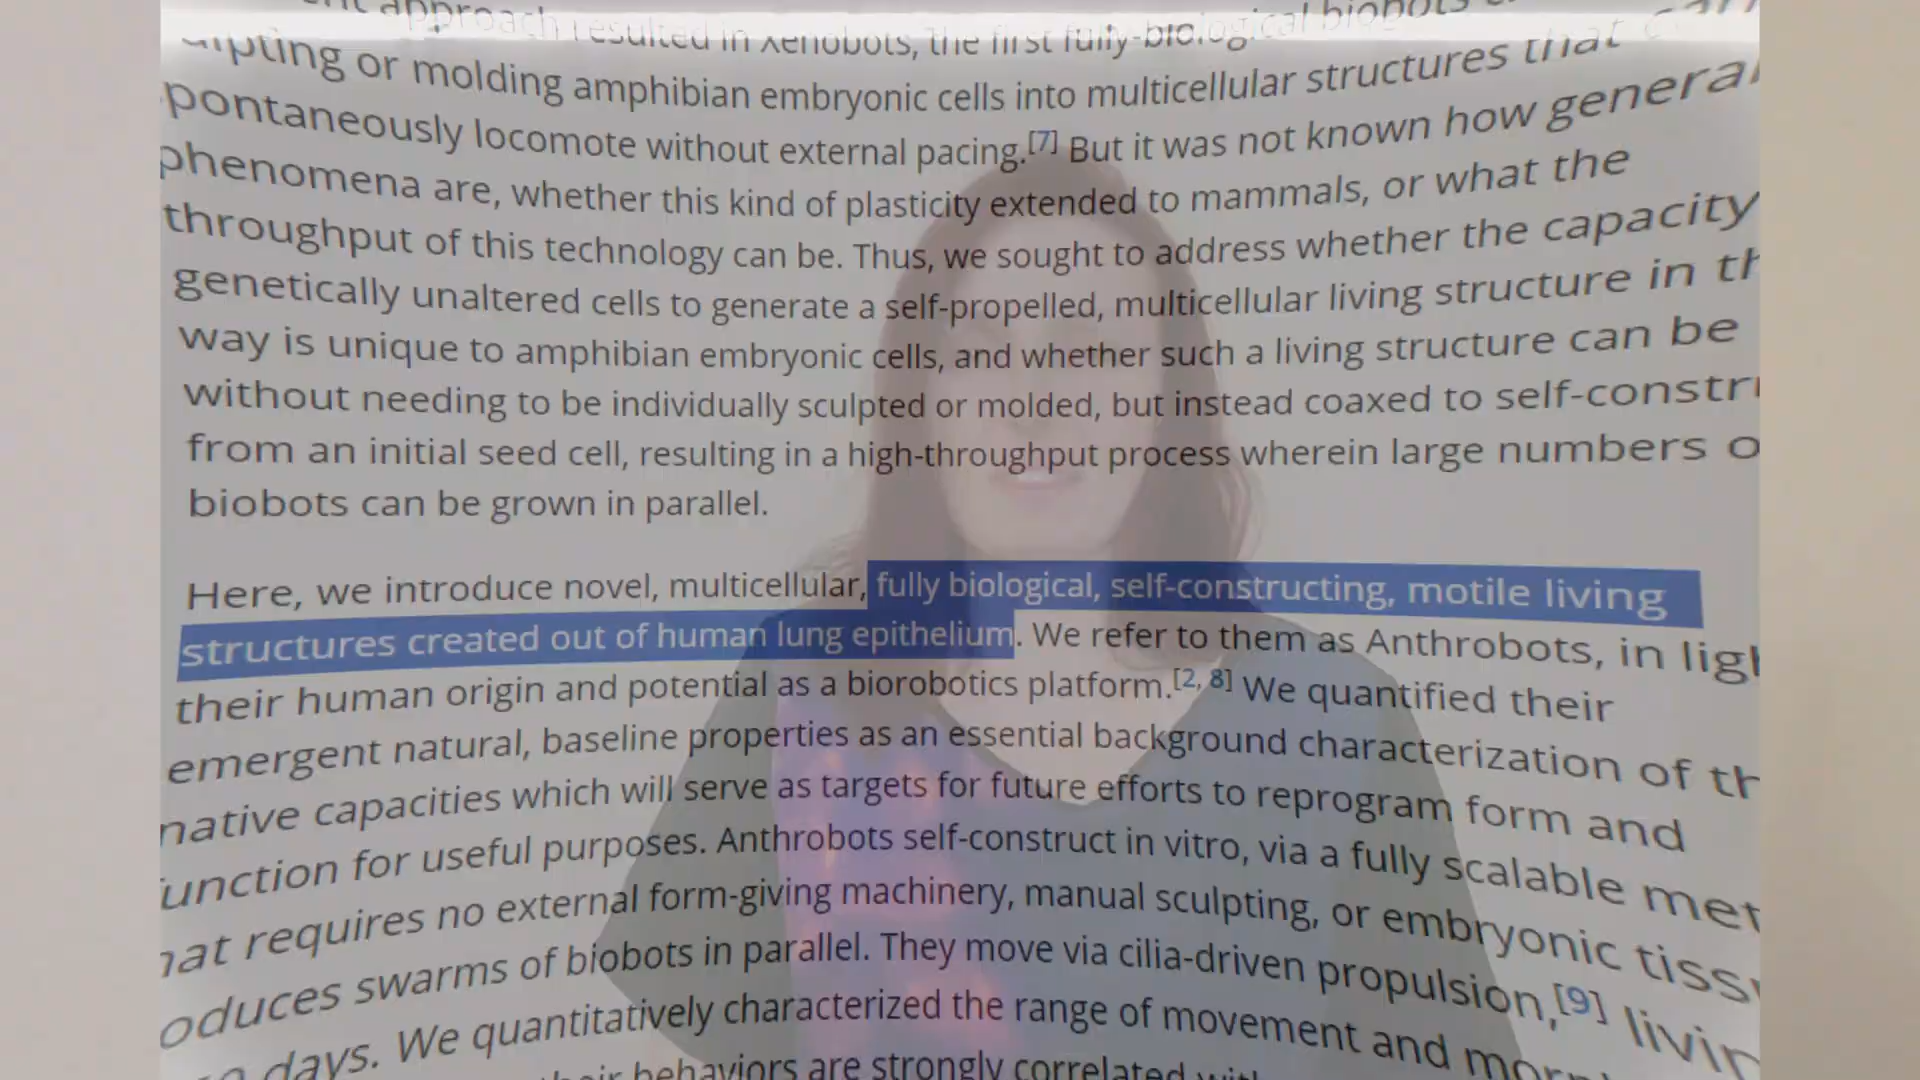 approach resulted in xenobots, the first fully-biological biobots
or molding amphibian embryonic cells into multicellular structures that
pontaneously locomote without external pacing.[7] But it was not known how general
phenomena are, whether this kind of plasticity extended to mammals, or what the
throughput of this technology can be. Thus, we sought to address whether the capacity
genetically unaltered cells to generate a self-propelled, multicellular living structure in th
way is unique to amphibian embryonic cells, and whether such a living structure can be
without needing to be individually sculpted or molded, but instead coaxed to self-constr
from an initial seed cell, resulting in a high-throughput process wherein large numbers o
biobots can be grown in parallel.
Here, we introduce novel, multicellular, fully biological, self-constructing, motile living
structures created out of human lung epithelium. We refer to them as Anthrobots, in ligh
their human origin and potential as a biorobotics platform.[2, 8] We quantified their
emergent natural, baseline properties as an essential background characterization of th
native capacities which will serve as targets for future efforts to reprogram form and
unction for useful purposes. Anthrobots self-construct in vitro, via a fully scalable met
hat requires no external form-giving machinery, manual sculpting, or embryonic tissu
oduces swarms of biobots in parallel. They move via cilia-driven propulsion,[9] livin
days. We quantitatively characterized the range of movement and
behaviors are strongly correlated